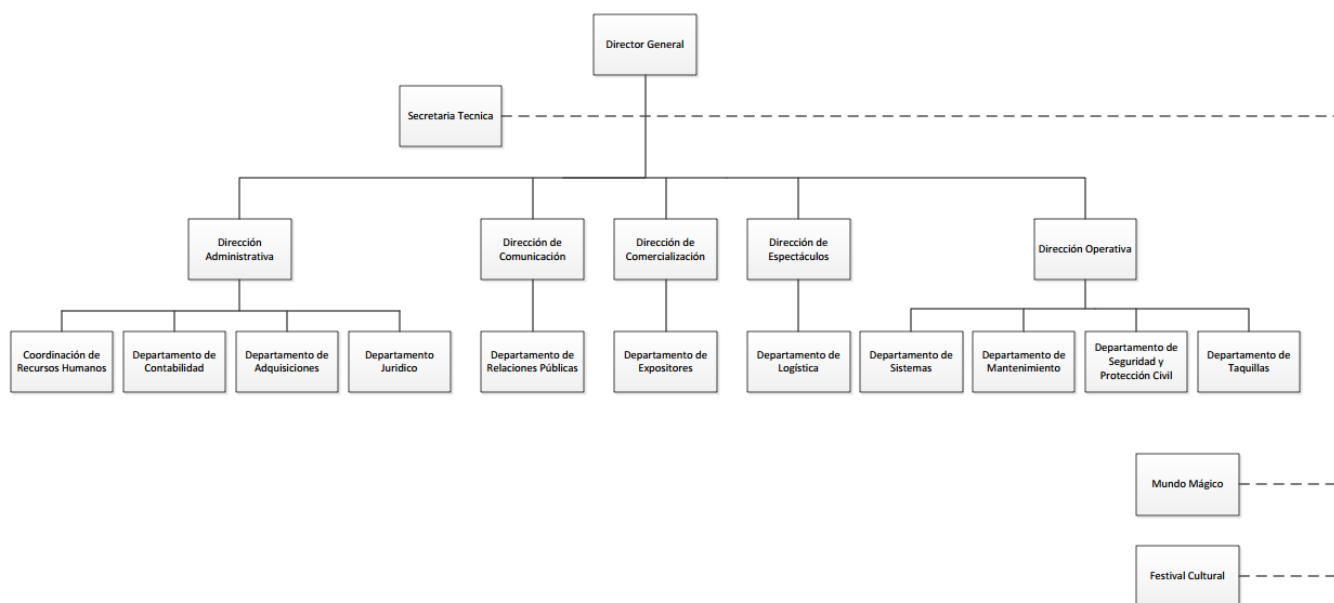 Director General
Secretaria Tecnica
Dirección
Administrativa
Dirección de
Comunicación
Dirección de
Comercialización
Dirección de
Espectáculos
Dirección Operativa
Coordinación de
Recursos Humanos
Departamento de
Contabilidad
Departamento de
Adquisiciones
Departamento
Juridico
Departamento de
Relaciones Públicas
Departamento de
Expositores
Departamento de
Logística
Departamento de
Sistemas
Departamento de
Mantenimiento
Departamento de
Seguridad y
Protección Civil
Departamento de
Taquillas
Mundo Mágico
Festival Cultural